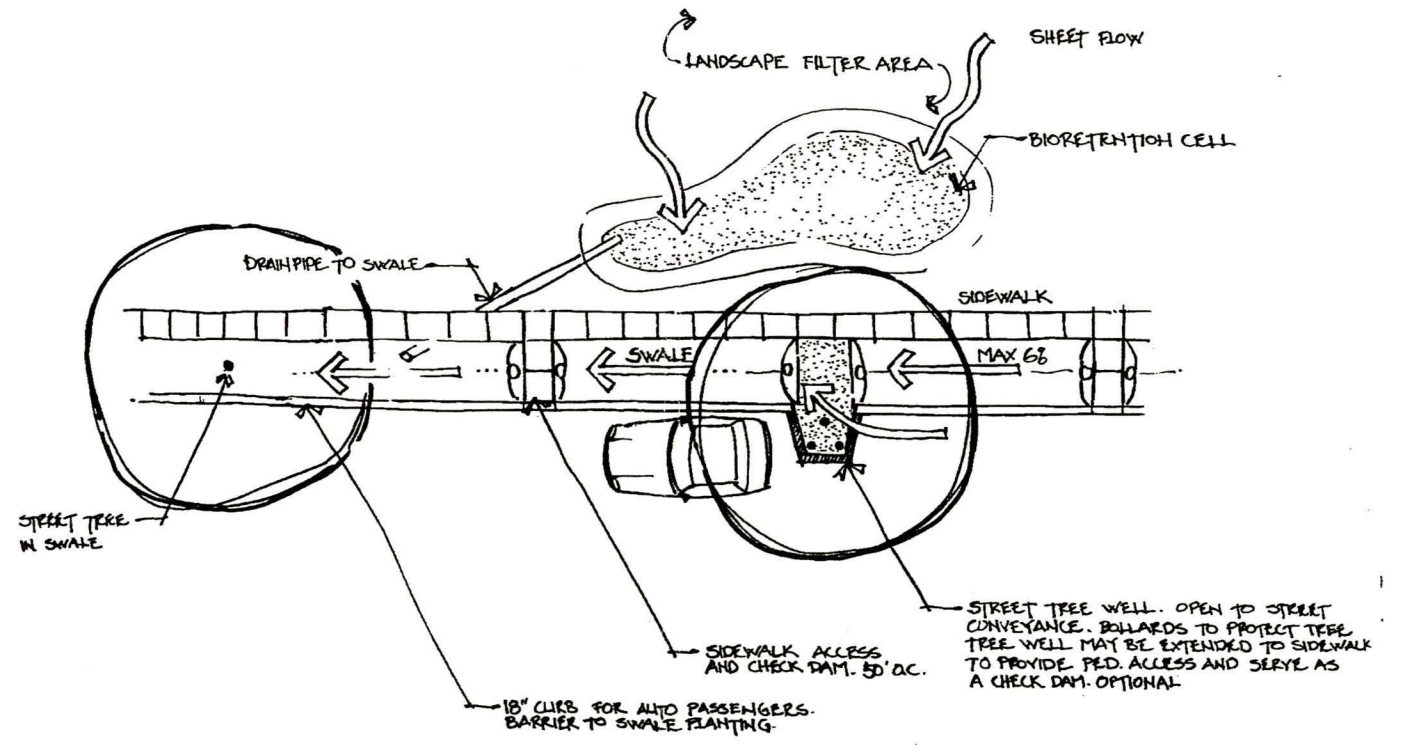 SHEET FLOW
LANDSCAPE FILTER AREA
BIORETENTION CELL
DRAINPIPE TO SWALE
SIDEWALK
SWALE
MAX 6%
STREET TREE
IN SWALE
STREET TREE WELL. OPEN TO STREET
CONVEYANCE. BOLLARDS TO PROTECT TREE
TREE WELL MAY BE EXTENDED TO SIDEWALK
TO PROVIDE PED. ACCESS AND SERVE AS
A CHECK DAM. OPTIONAL
SIDEWALK ACCESS
AND CHECK DAM. 50' O.C.
18" CURB FOR AUTO PASSENGERS.
BARRIER TO SWALE PLANTING.